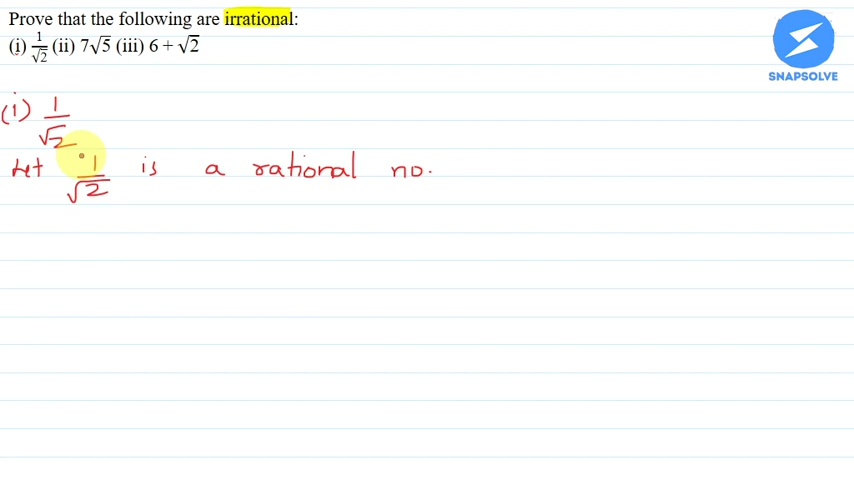 Prove that the following are irrational:
(i) 1/√2 (ii) 7√5 (iii) 6 + √2
SNAPSOLVE
(i) 1/√2
Let 1/√2 is a rational no.